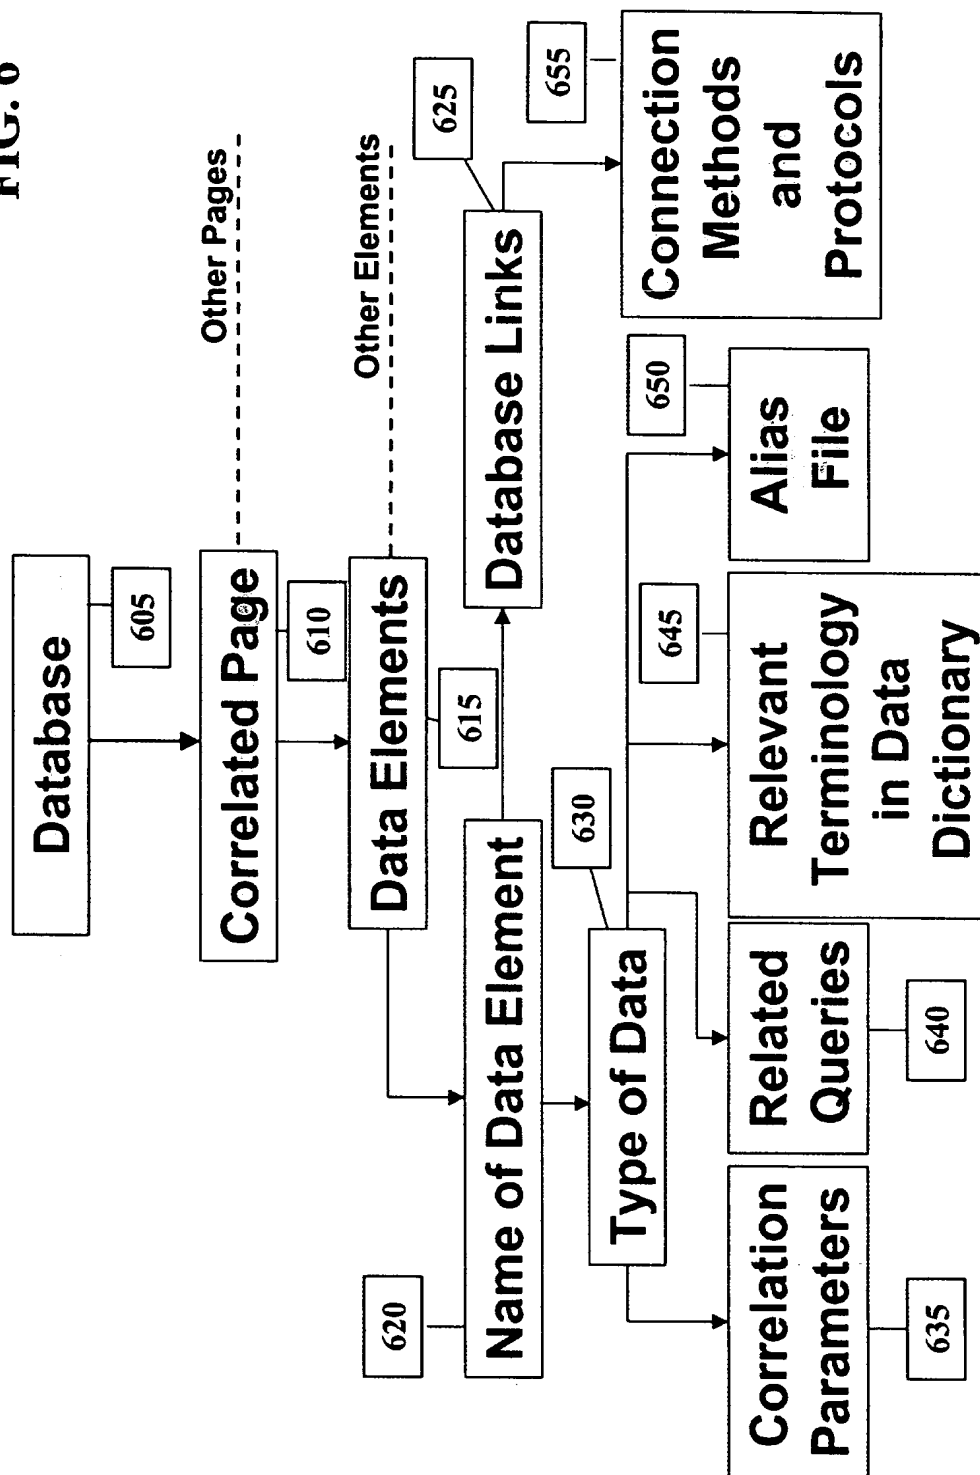 FIG. 6
Database
605
Other Pages
Correlated Page
610
Other Elements
Data Elements
615
620
Name of Data Element
Database Links
625
630
Type of Data
655
Connection
Methods
and
Protocols
650
645
Correlation
Parameters
Related
Queries
Relevant
Terminology
in Data
Dictionary
Alias
File
635
640